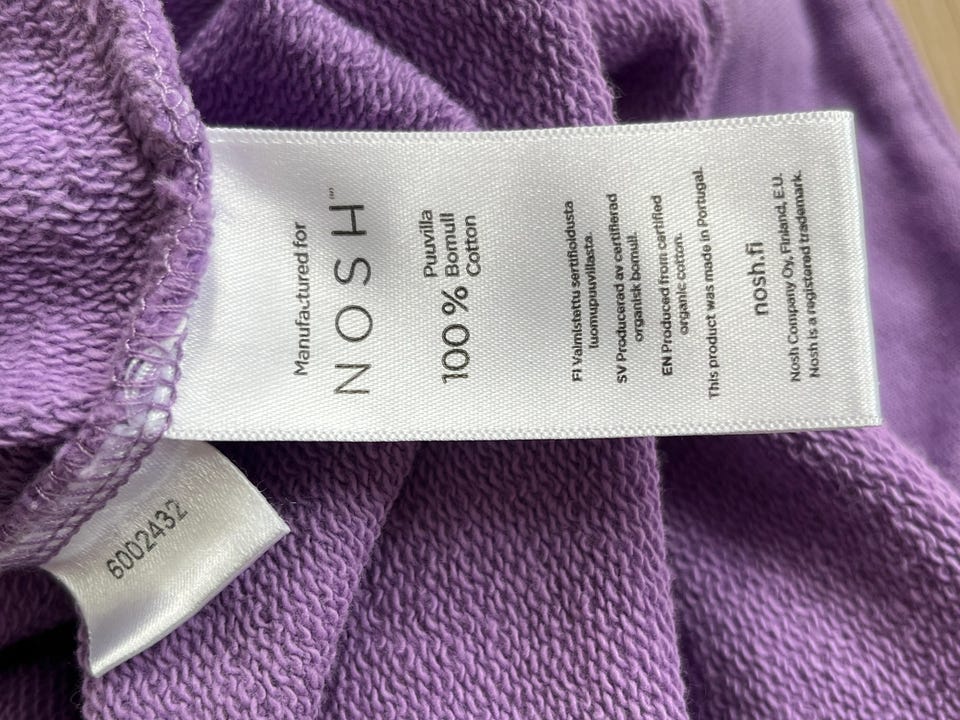 Manufactured for
NOSH™
100 % Puuvilla
Bomull
Cotton
FI Valmistettu sertifioidusta
luomupuuvillasta.
SV Producerad av certifierad
organisk bomull.
EN Produced from certified
organic cotton.
This product was made in Portugal.
nosh.fi
Nosh Company Oy, Finland, E.U.
Nosh is a registered trademark.
6002432